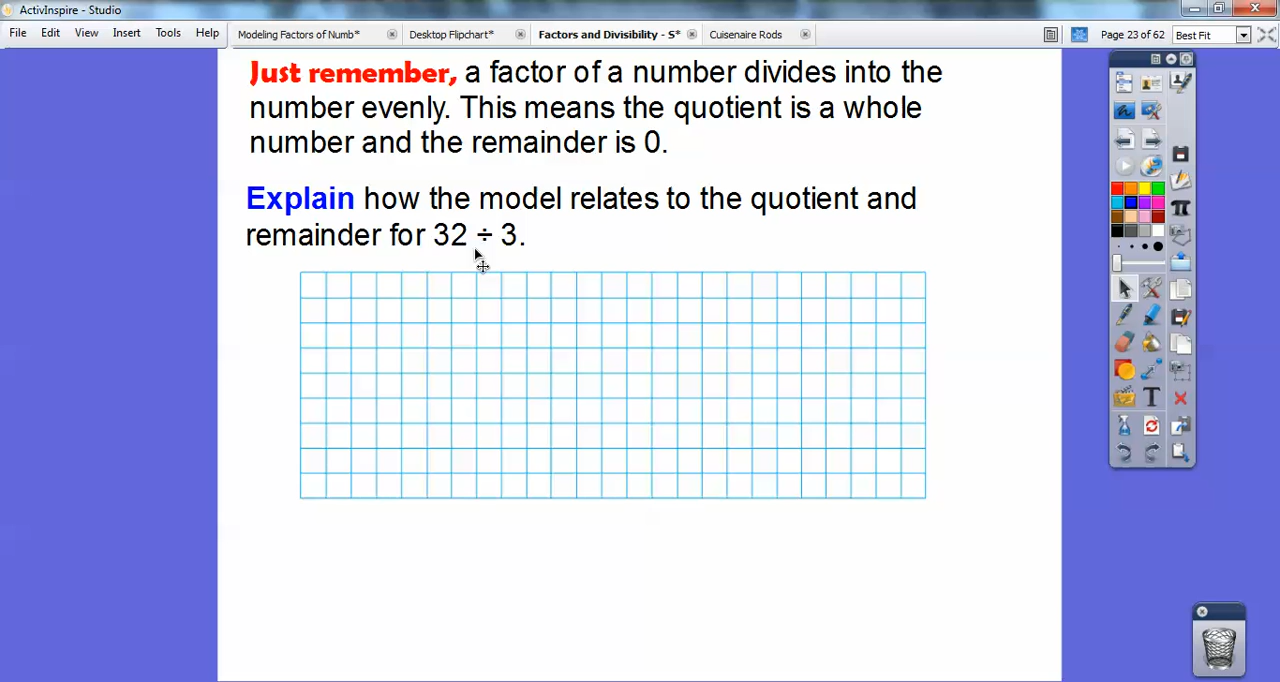 ActivInspire - Studio
File Edit View Insert Tools Help
Modeling Factors of Numb* Desktop Flipchart* Factors and Divisibility - S* Cuisenaire Rods Page 23 of 62 Best Fit
Just remember, a factor of a number divides into the
number evenly. This means the quotient is a whole
number and the remainder is 0.
Explain how the model relates to the quotient and
remainder for 32 ÷ 3.